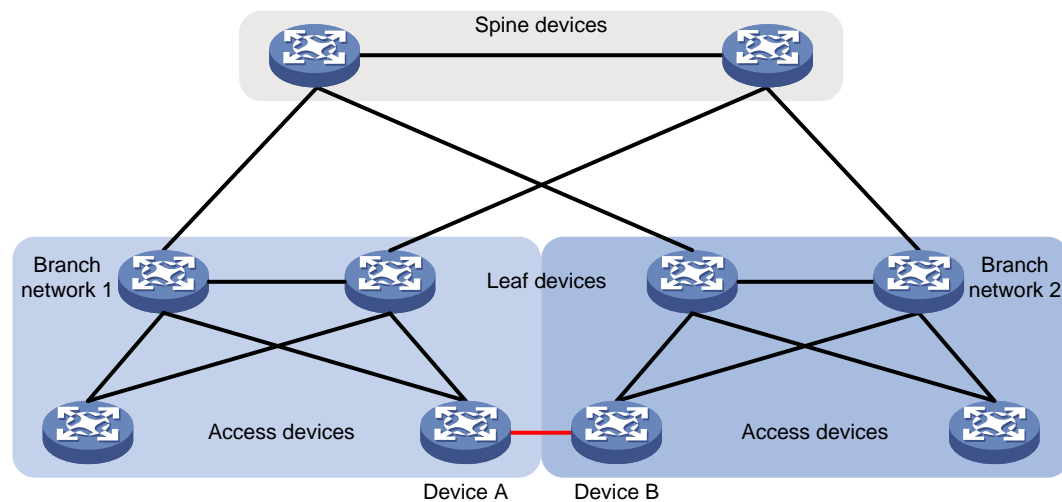 Spine devices
Branch
network 1
Leaf devices
Branch
network 2
Access devices
Access devices
Device A
Device B